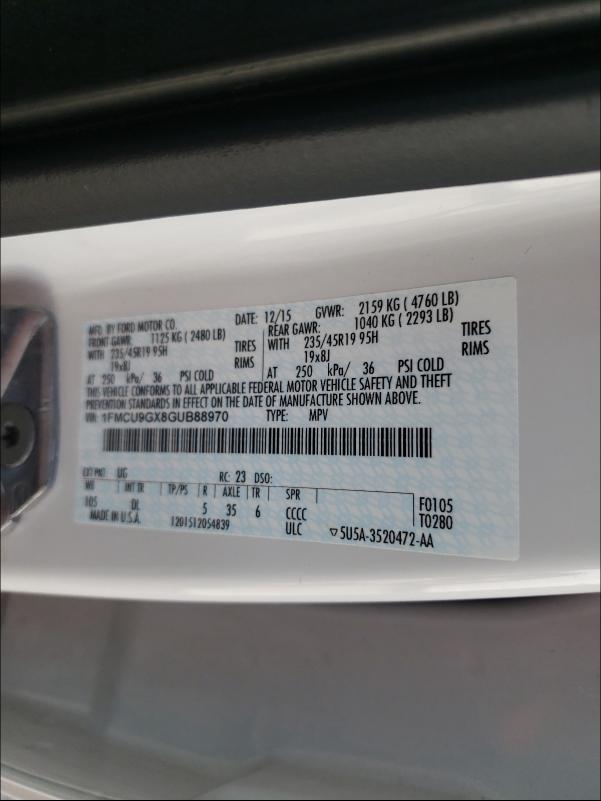 MFD. BY FORD MOTOR CO. DATE: 12/15 GVWR: 2159 KG ( 4760 LB)
FRONT GAWR: 1125 KG ( 2480 LB) REAR GAWR: 1040 KG ( 2293 LB)
WITH 235/45R19 95H TIRES WITH 235/45R19 95H TIRES
19x8J RIMS 19x8J RIMS
AT 250 kPa/ 36 PSI COLD AT 250 kPa/ 36 PSI COLD
THIS VEHICLE CONFORMS TO ALL APPLICABLE FEDERAL MOTOR VEHICLE SAFETY AND THEFT
PREVENTION STANDARDS IN EFFECT ON THE DATE OF MANUFACTURE SHOWN ABOVE.
1FMCU9GX8GUB88970 TYPE: MPV
EXT PNT: UG RC: 23 DSO:
WB INT TR TP/PS R AXLE TR SPR
105 DL 5 35 6 CCCC F0105
MADE IN U.S.A. 1201512054839 ULC ▽5U5A-3520472-AA T0280